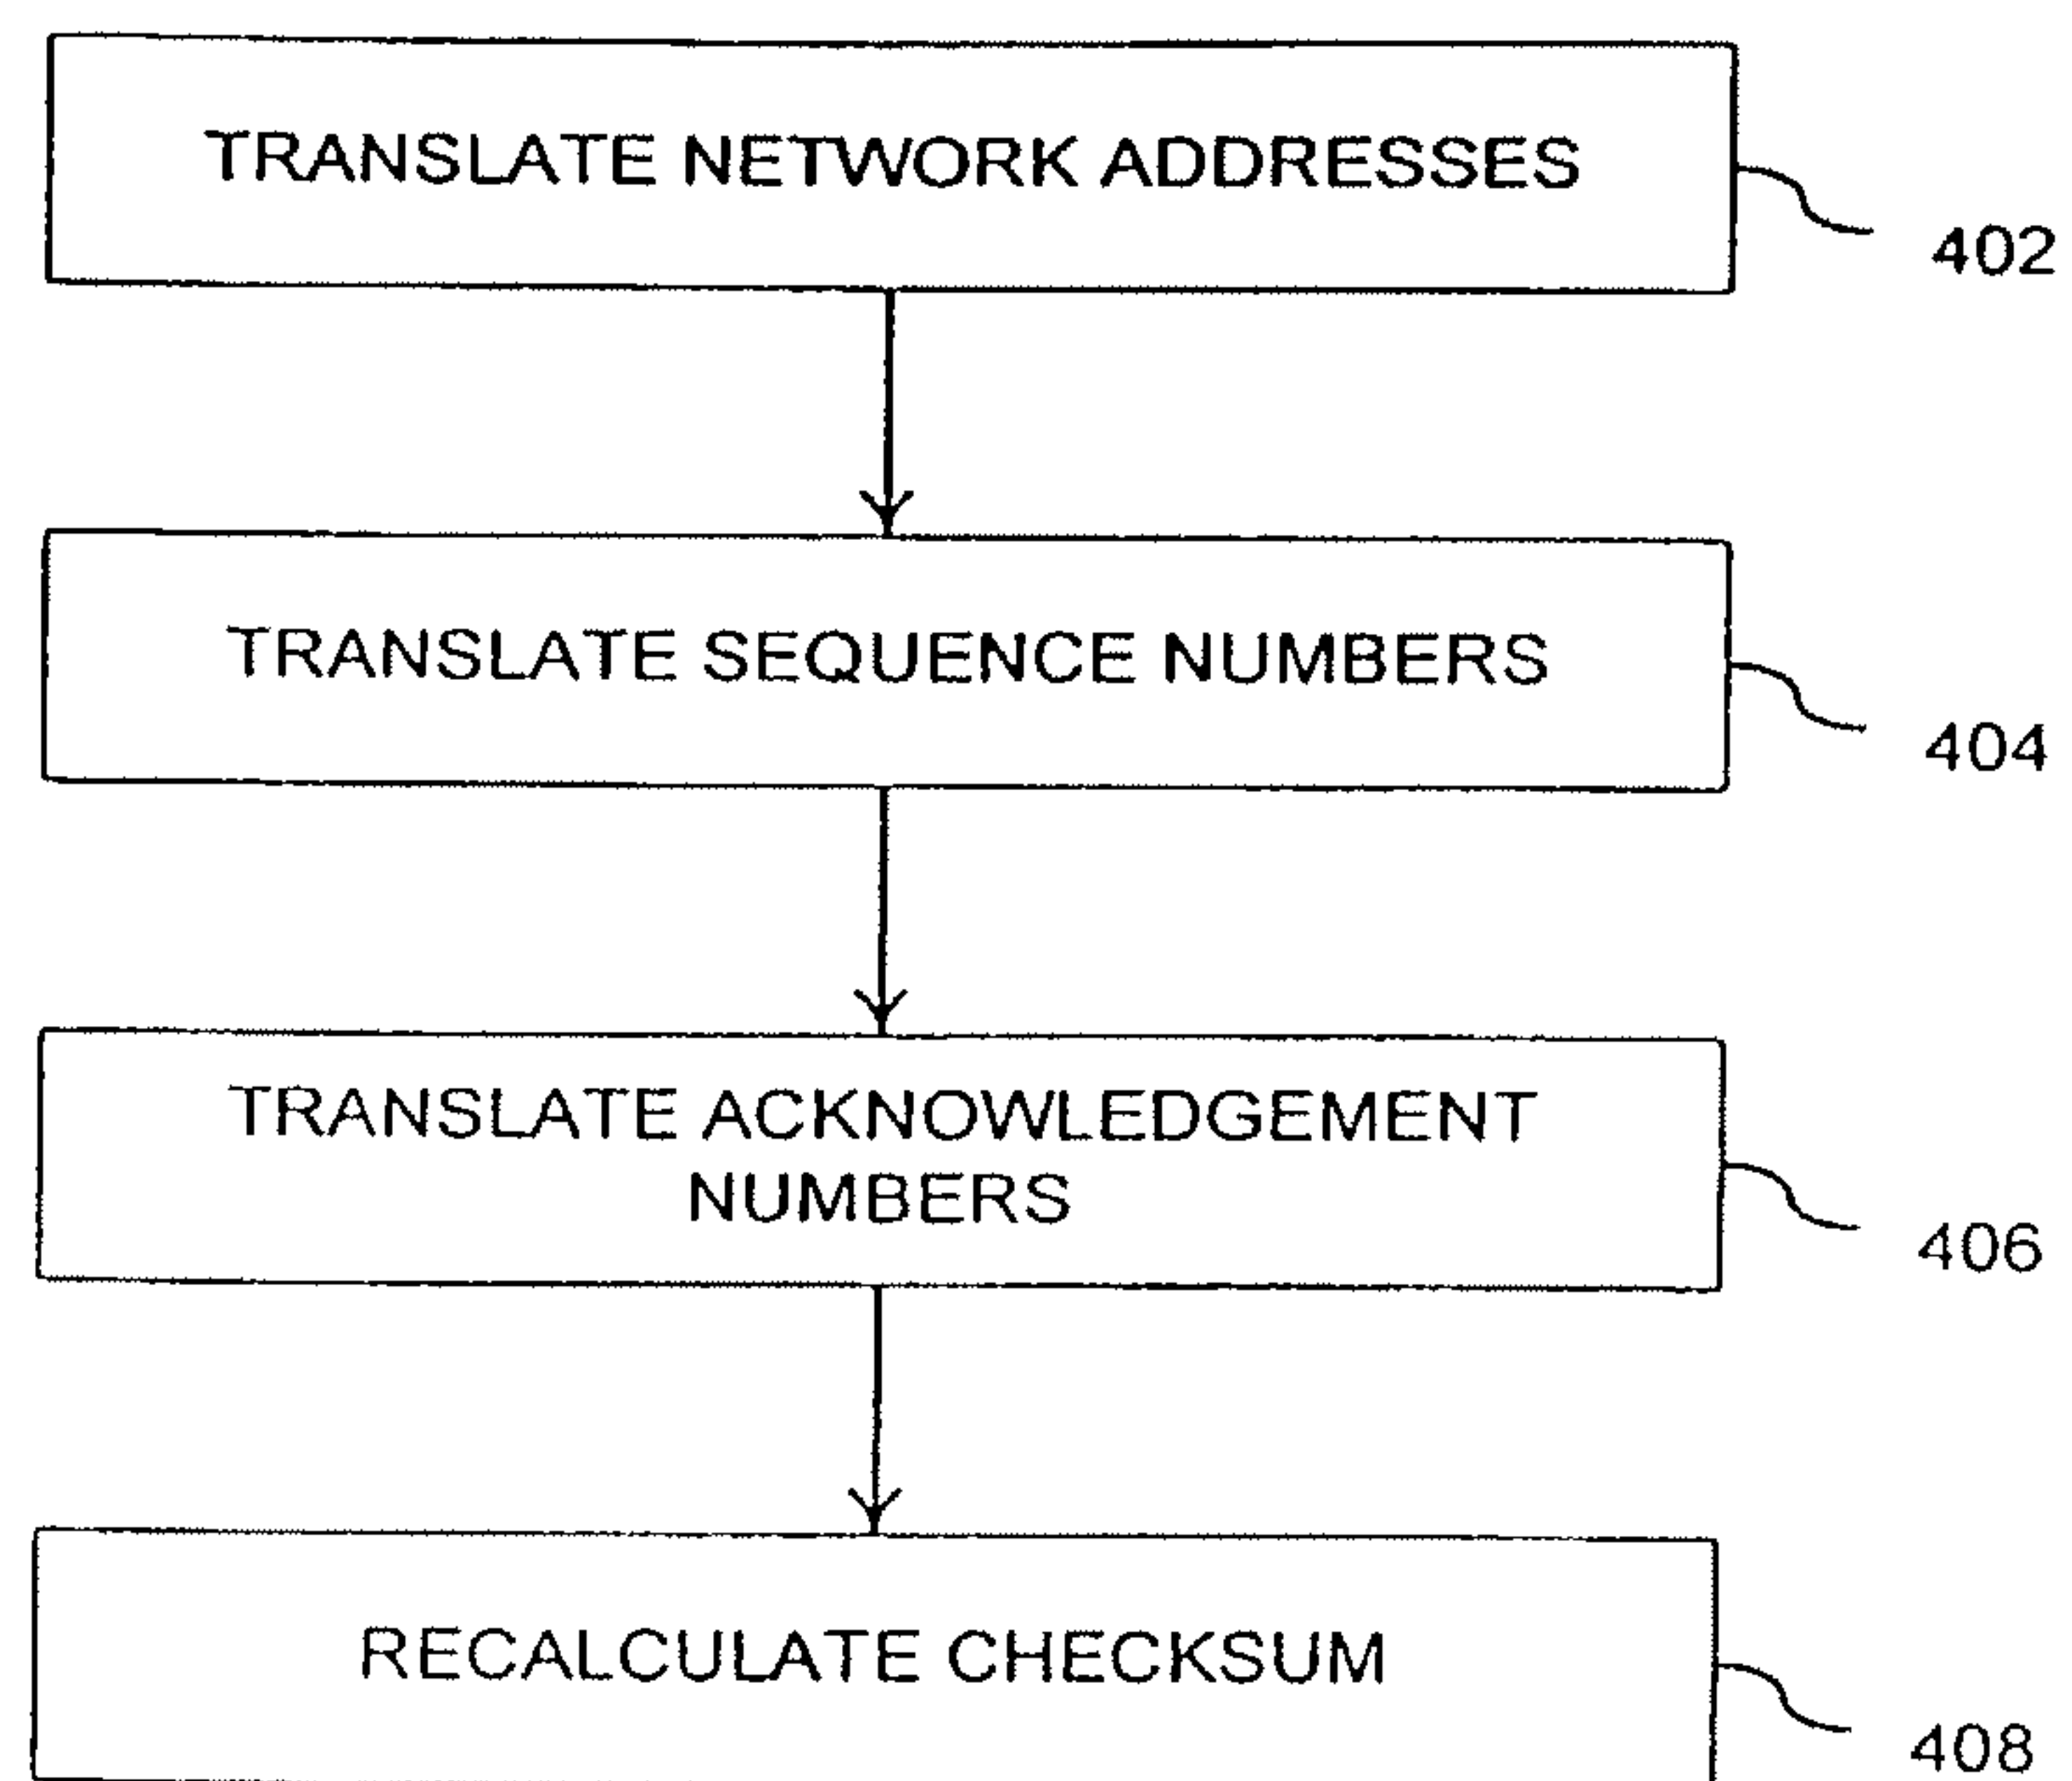 TRANSLATE NETWORK ADDRESSES
402
TRANSLATE SEQUENCE NUMBERS
404
TRANSLATE ACKNOWLEDGEMENT
NUMBERS
406
RECALCULATE CHECKSUM
408